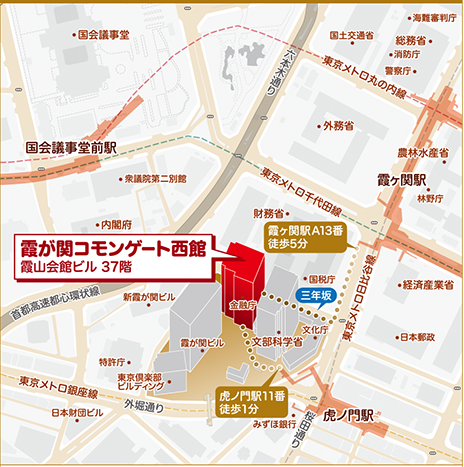 海難審判庁
国会議事堂
国土交通省
総務省
消防庁
警察庁
六本木通り
東京メトロ丸の内線
外務省
国会議事堂前駅
農林水産省
衆議院第二別館
東京メトロ千代田線
霞ヶ関駅
林野庁
財務省
内閣府
霞ヶ関駅A13番
徒歩5分
霞が関コモンゲート西館
霞山会館ビル 37階
国税庁
東京メトロ日比谷線
経済産業省
三年坂
首都高速都心環状線
新霞が関ビル
金融庁
文化庁
文部科学省
日本郵政
霞が関ビル
特許庁
東京倶楽部
ビルディング
東京メトロ銀座線
虎ノ門駅11番
徒歩1分
虎ノ門駅
外堀通り
日本財団ビル
みずほ銀行
桜田通り